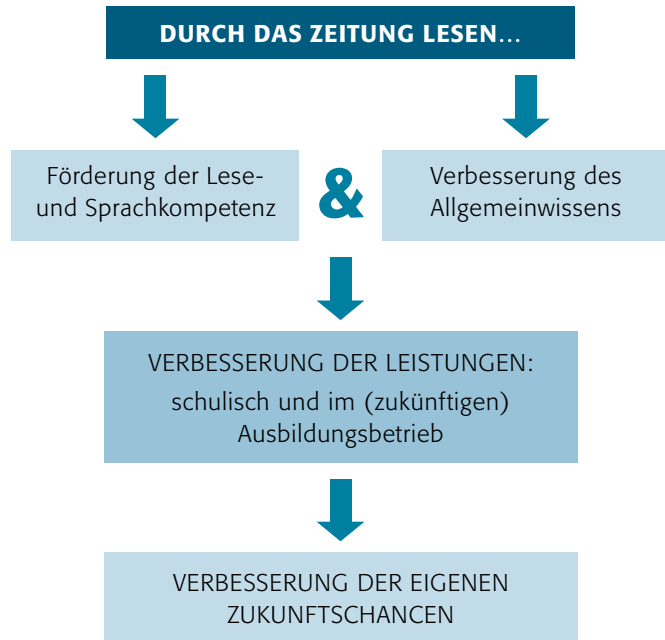 DURCH DAS ZEITUNG LESEN...
Förderung der Lese-
und Sprachkompetenz
&
Verbesserung des
Allgemeinwissens
VERBESSERUNG DER LEISTUNGEN:
schulisch und im (zukünftigen)
Ausbildungsbetrieb
VERBESSERUNG DER EIGENEN
ZUKUNFTSCHANCEN